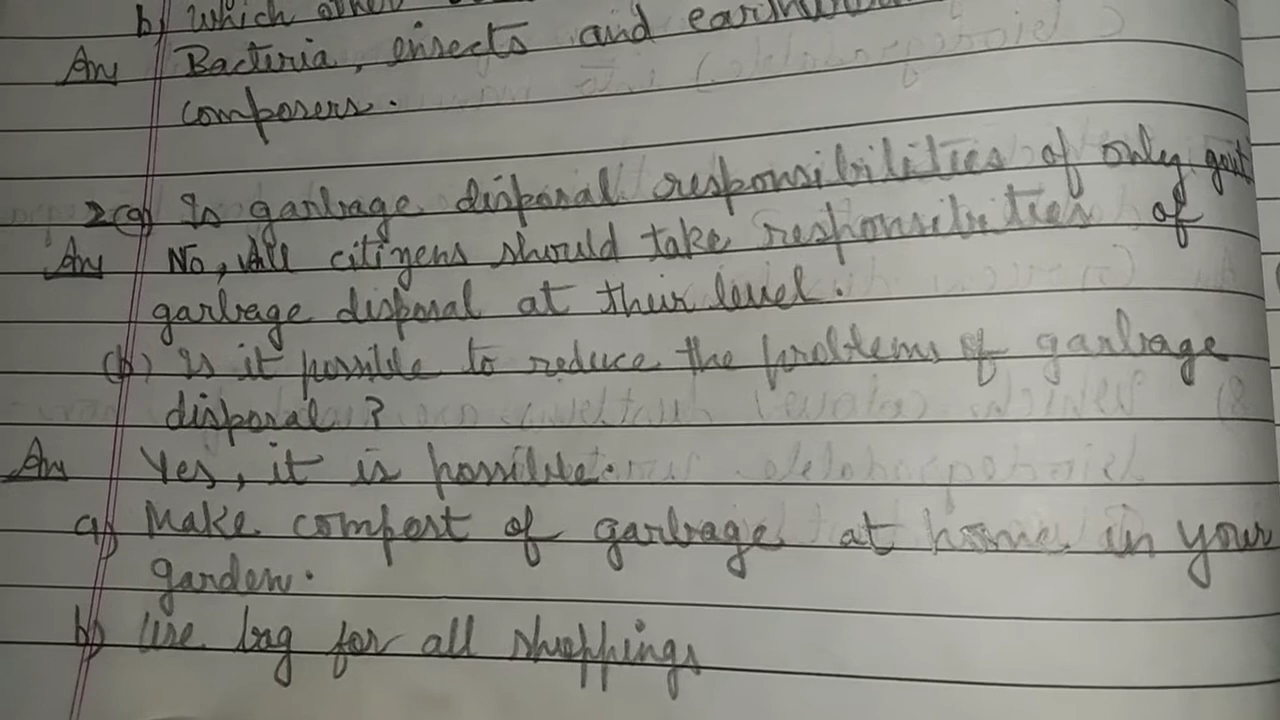 b) Which other
Ans Bacteria, ensects and
composers.
2(a) Is garbage disposal responsibilities of only govt
Ans No, All citizens should take responsibilities of
garbage disposal at their level.
(b) Is it possible to reduce the problems of garbage
disposal ?
Ans Yes, it is possible.
a) Make compost of garbage at home in your
garden.
b) Use bag for all shoppings